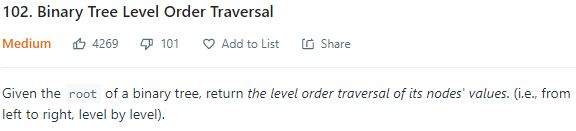 102. Binary Tree Level Order Traversal
Medium 4269 101 Add to List Share
Given the root of a binary tree, return the level order traversal of its nodes' values. (i.e., from
left to right, level by level).